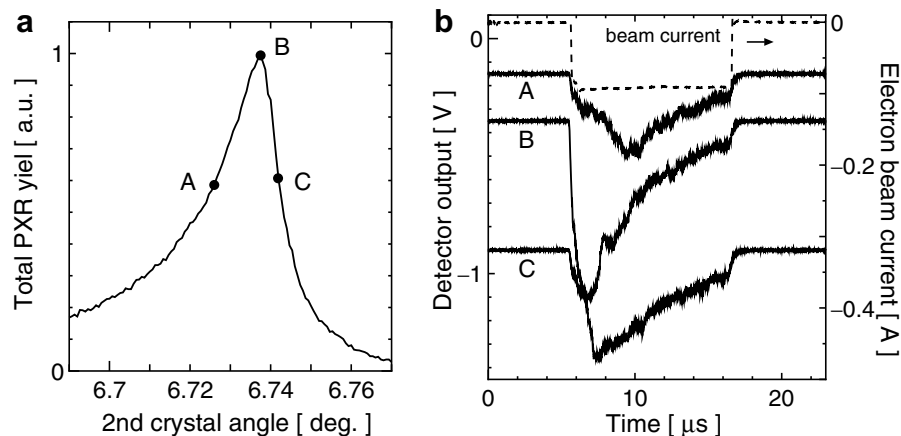 a
Total PXR yiel [ a.u. ]
1
0
B
A
C
6.7 6.72 6.74 6.76
2nd crystal angle [ deg. ]
b
Detector output [ V ]
0
−1
beam current
A
B
C
0
−0.2
−0.4
Electron beam current [ A ]
0 10 20
Time [ μs ]